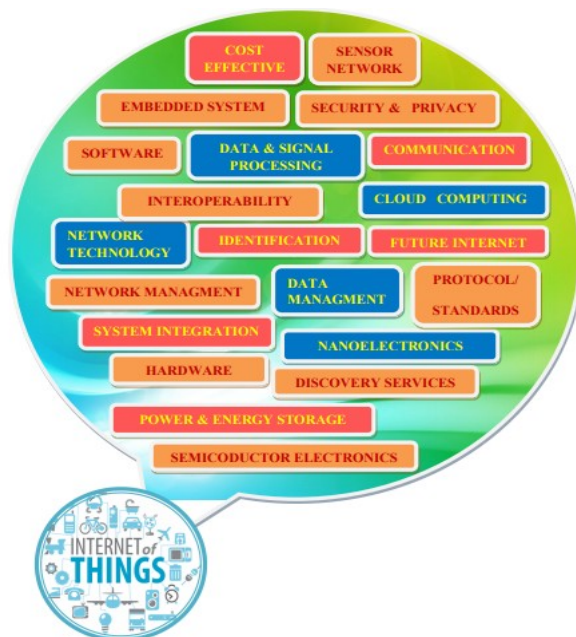 COST
EFFECTIVE
SENSOR
NETWORK
EMBEDDED SYSTEM
SECURITY & PRIVACY
SOFTWARE
DATA & SIGNAL
PROCESSING
COMMUNICATION
INTEROPERABILITY
CLOUD COMPUTING
NETWORK
TECHNOLOGY
IDENTIFICATION
FUTURE INTERNET
NETWORK MANAGMENT
DATA
MANAGMENT
PROTOCOL/
STANDARDS
SYSTEM INTEGRATION
NANOELECTRONICS
HARDWARE
DISCOVERY SERVICES
POWER & ENERGY STORAGE
SEMICODUCTOR ELECTRONICS
INTERNET of
THINGS